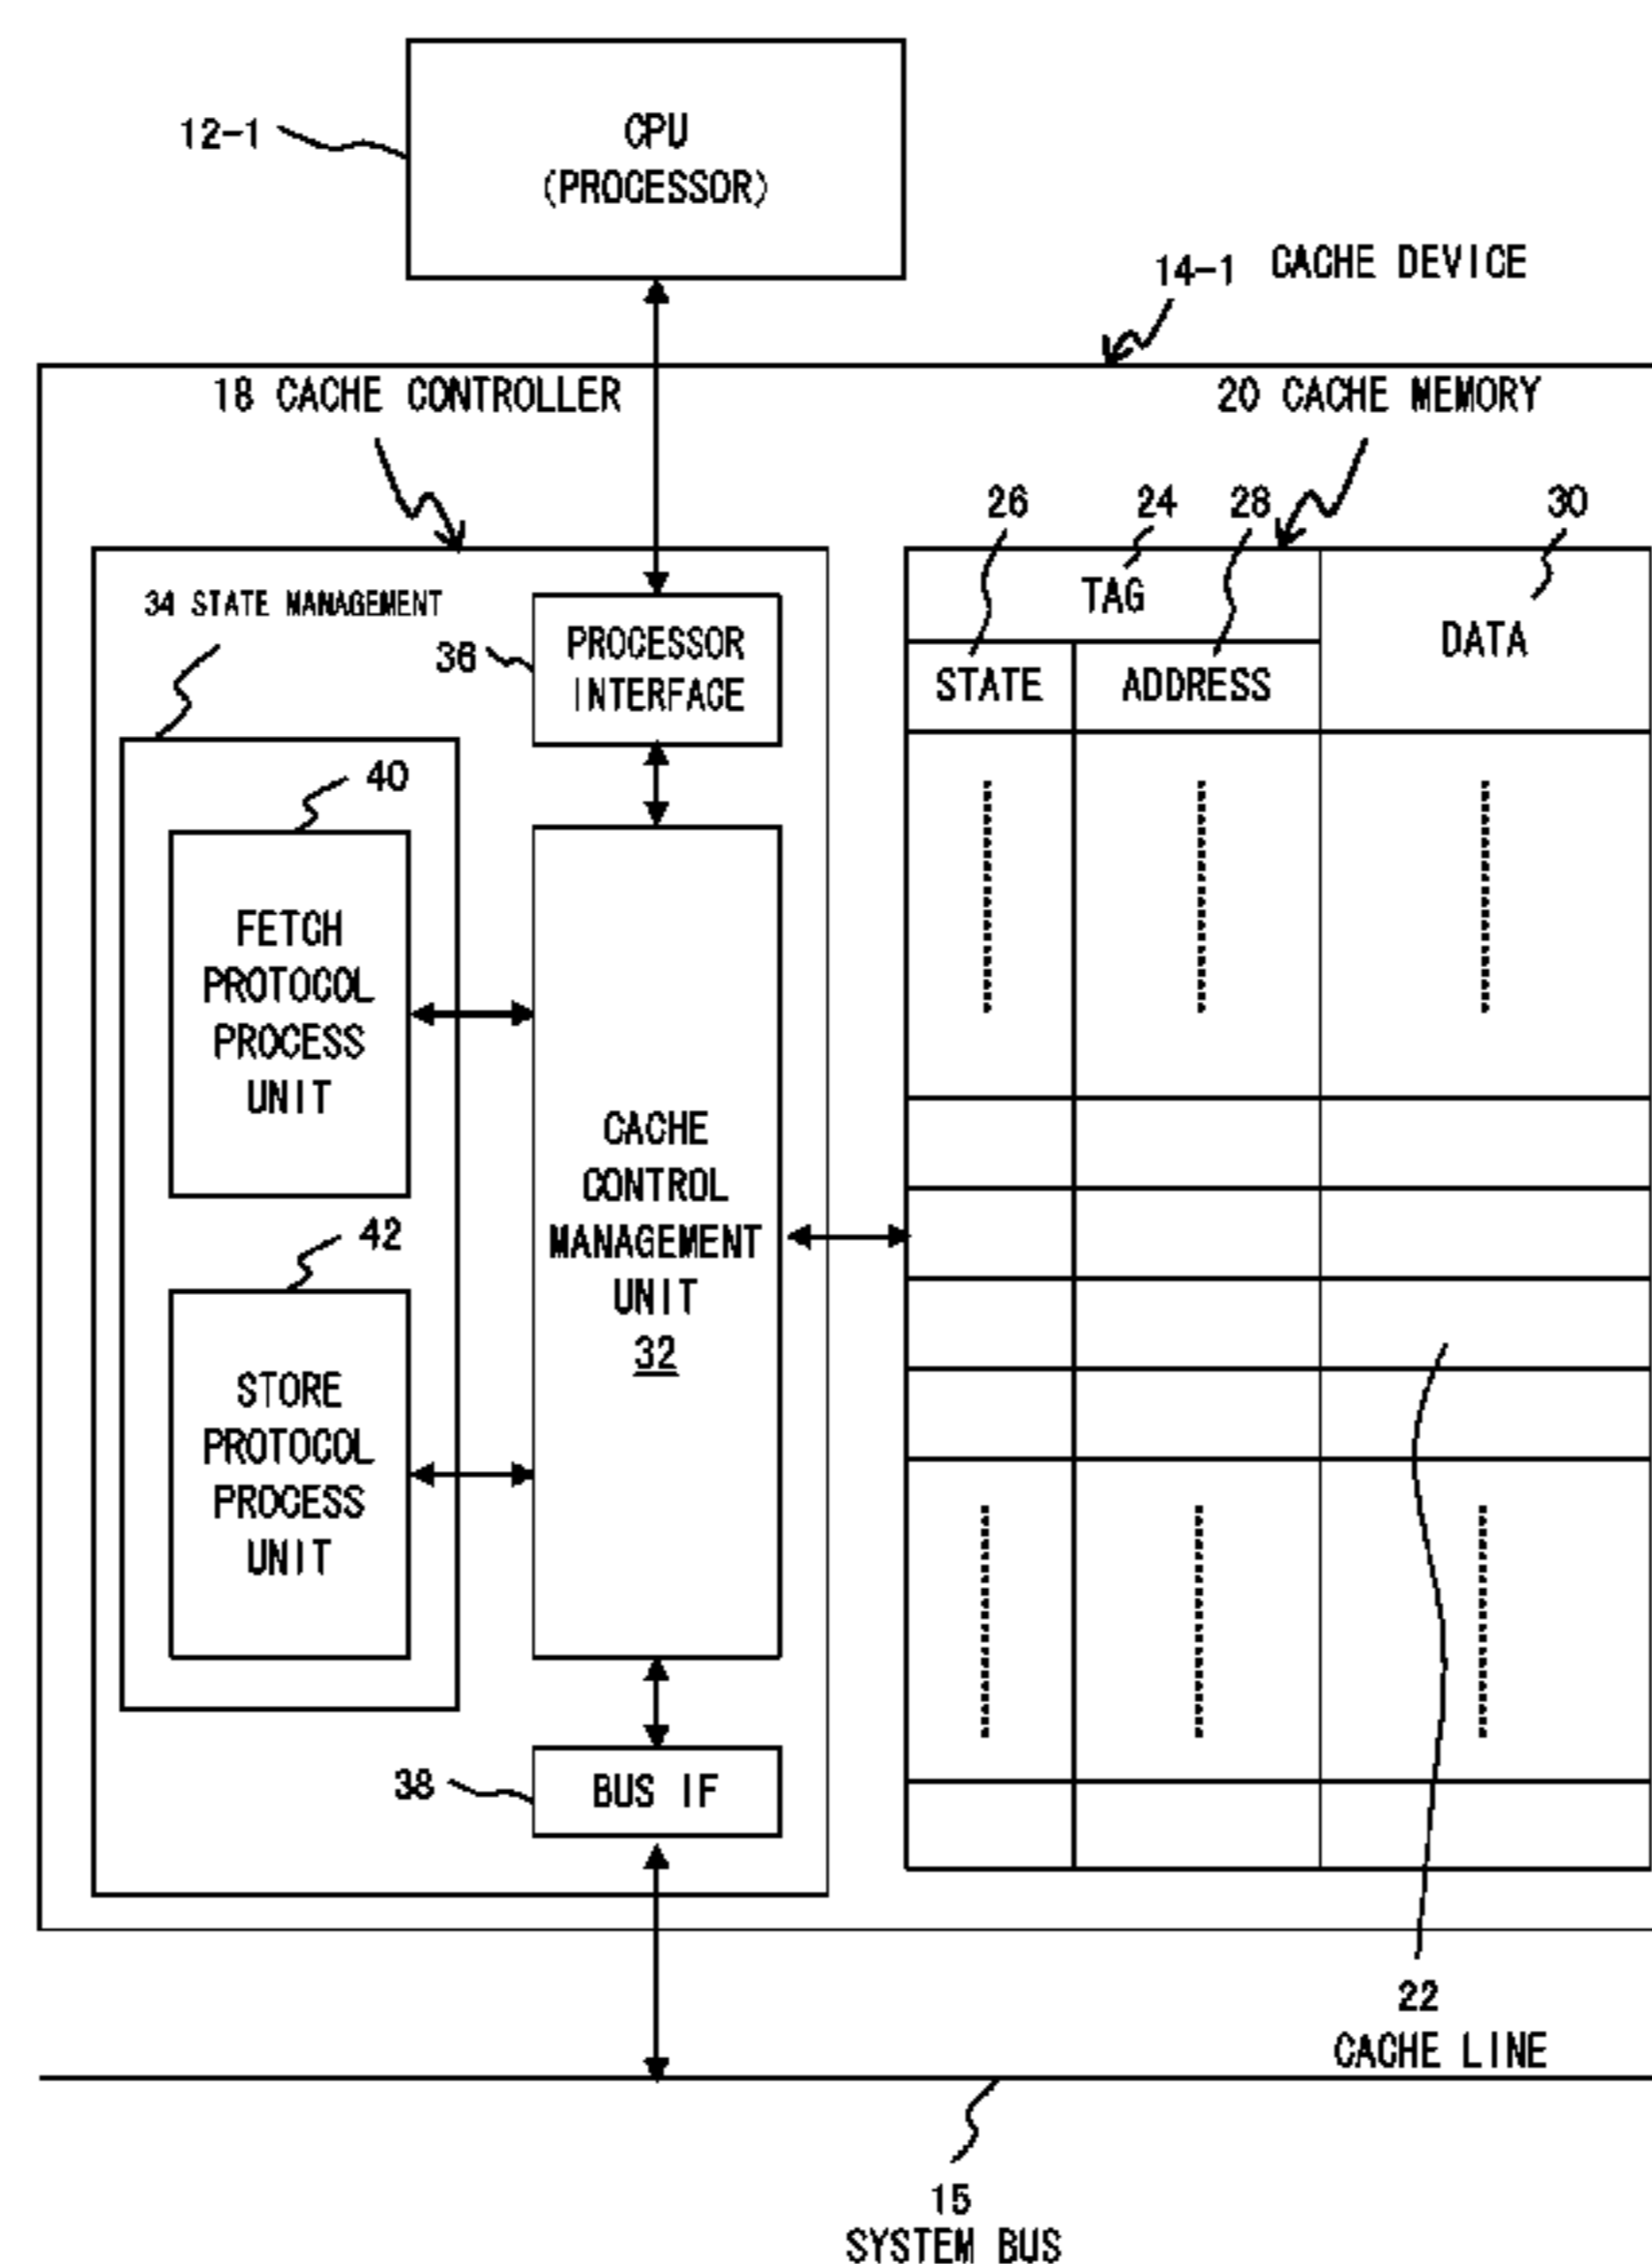 12-1
CPU
(PROCESSOR)
14-1 CACHE DEVICE
18 CACHE CONTROLLER
20 CACHE MEMORY
26
24
28
30
34 STATE MANAGEMENT
36
PROCESSOR
INTERFACE
TAG
DATA
STATE
ADDRESS
40
FETCH
PROTOCOL
PROCESS
UNIT
CACHE
CONTROL
MANAGEMENT
UNIT
32
42
STORE
PROTOCOL
PROCESS
UNIT
38
BUS IF
22
CACHE LINE
15
SYSTEM BUS